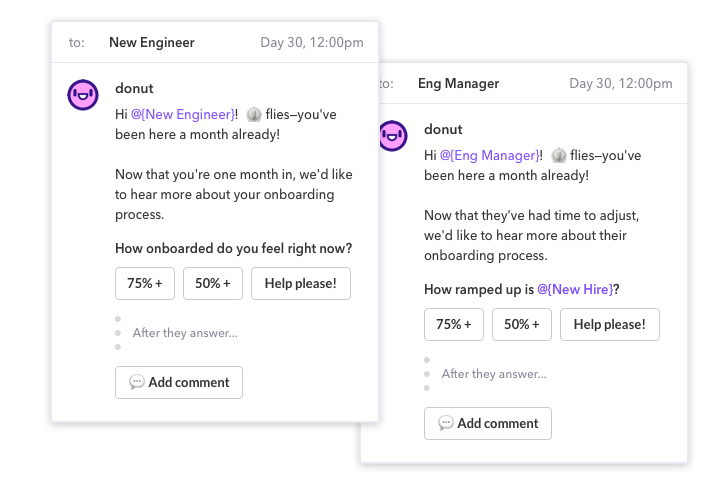 to: New Engineer Day 30, 12:00pm
donut
Hi @{New Engineer}! flies—you've
been here a month already!
Now that you're one month in, we'd like
to hear more about your onboarding
process.
How onboarded do you feel right now?
75% + 50% + Help please!
After they answer...
💬 Add comment
to: Eng Manager Day 30, 12:00pm
donut
Hi @{Eng Manager}! flies—you've
been here a month already!
Now that they've had time to adjust,
we'd like to hear more about their
onboarding process.
How ramped up is @{New Hire}?
75% + 50% + Help please!
After they answer...
💬 Add comment